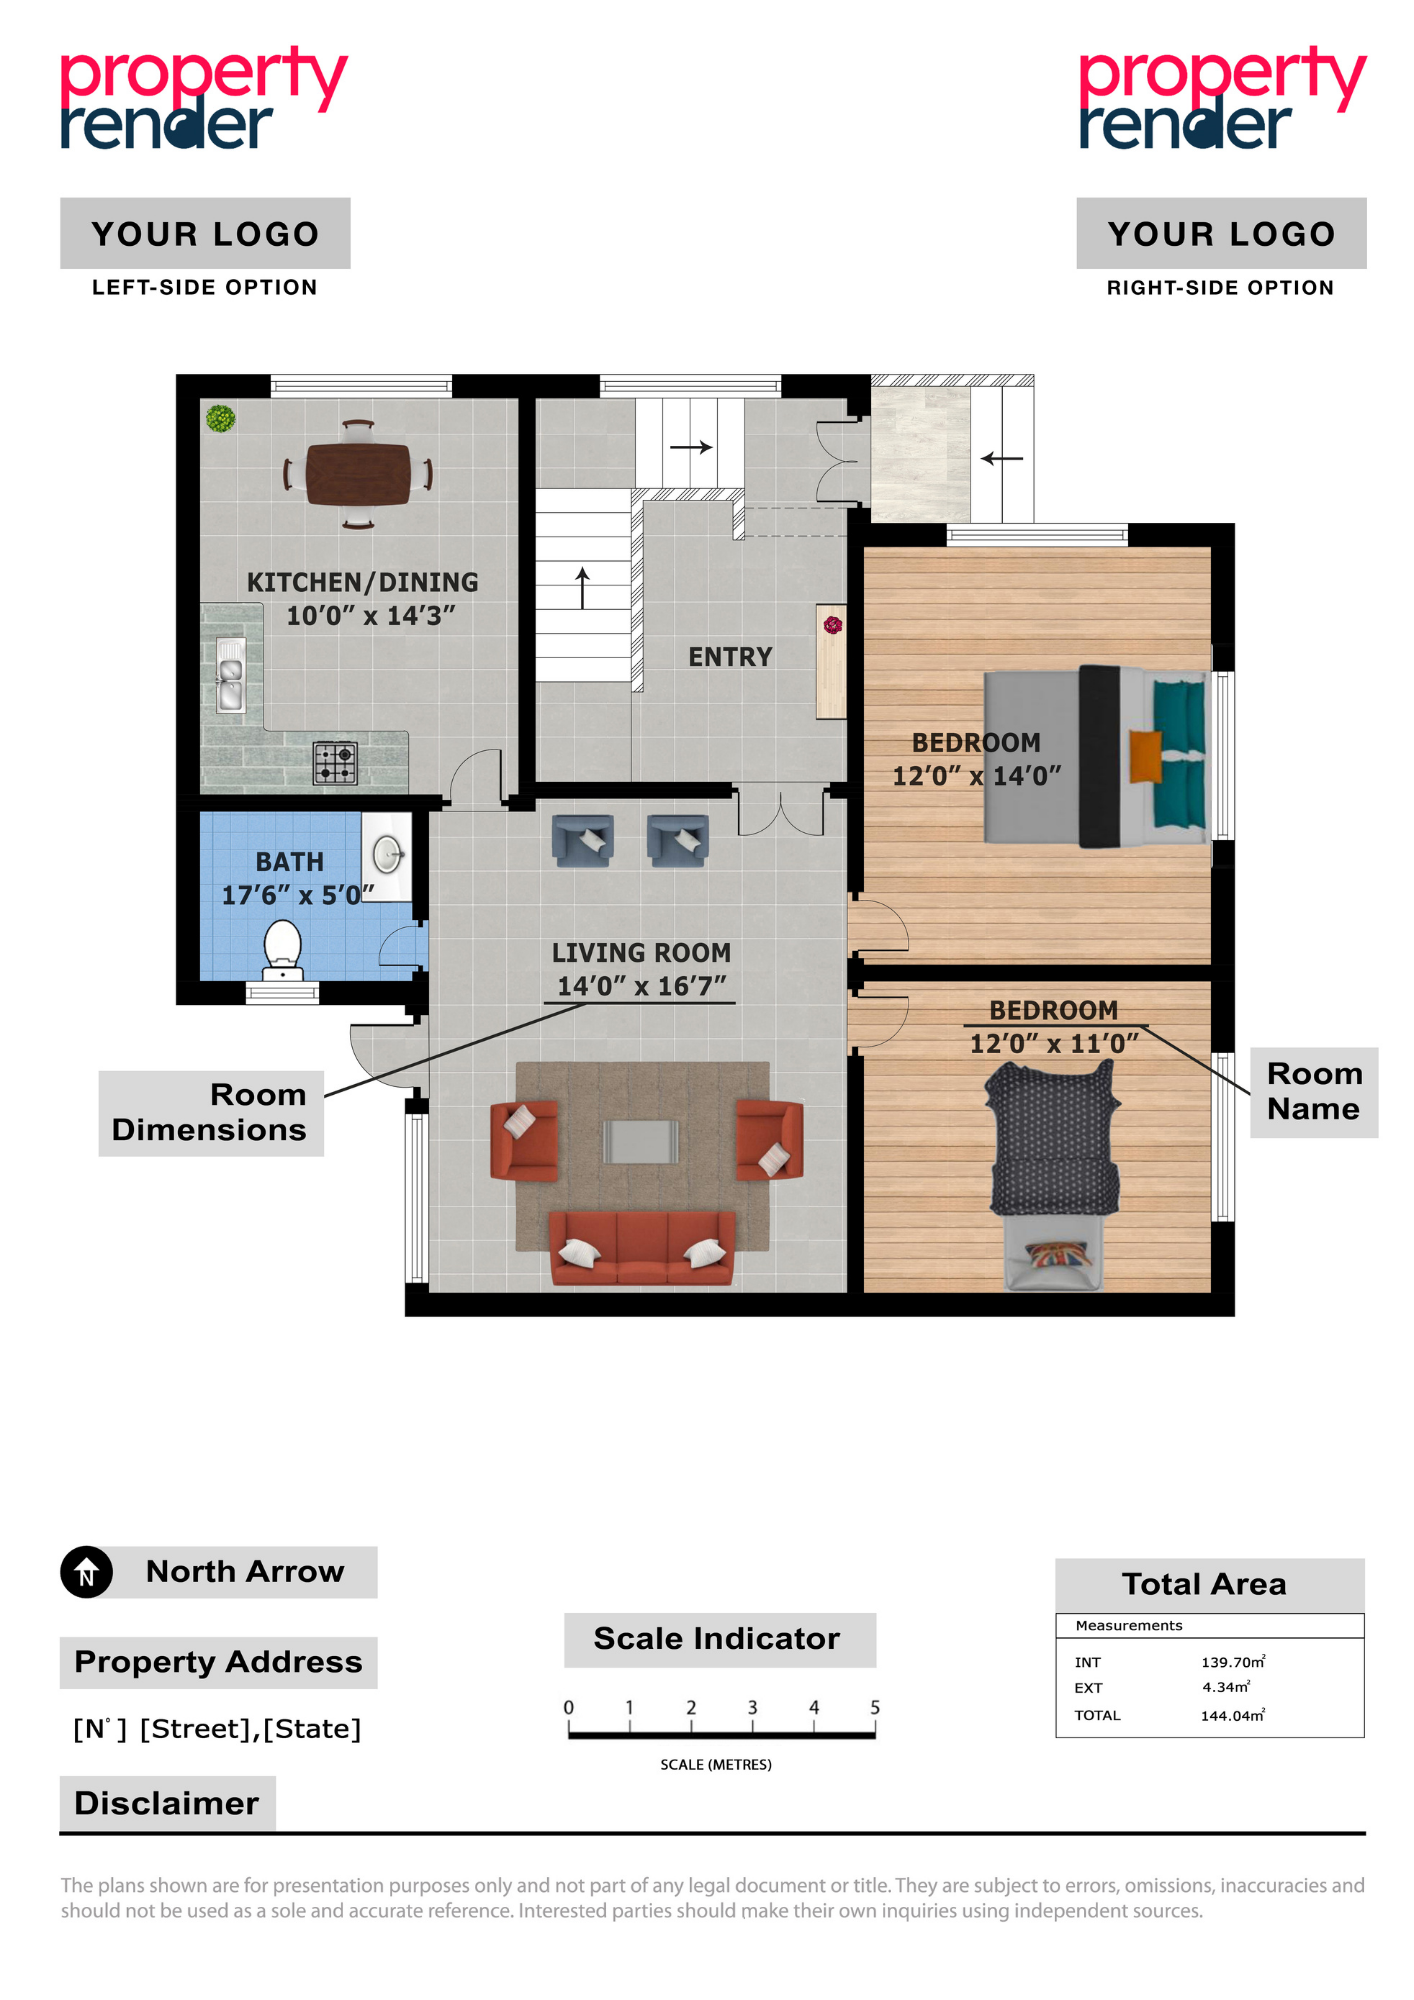 property
render
property
render
YOUR LOGO
LEFT-SIDE OPTION
YOUR LOGO
RIGHT-SIDE OPTION
KITCHEN/DINING
10’0” x 14’3”
ENTRY
BEDROOM
12’0” x 14’0”
BATH
17’6” x 5’0”
LIVING ROOM
14’0” x 16’7”
BEDROOM
12’0” x 11’0”
Room
Dimensions
Room
Name
N
North Arrow
Property Address
[N°] [Street],[State]
Scale Indicator
0 1 2 3 4 5
SCALE (METRES)
Total Area
Measurements
INT 139.70m²
EXT 4.34m²
TOTAL 144.04m²
Disclaimer
The plans shown are for presentation purposes only and not part of any legal document or title. They are subject to errors, omissions, inaccuracies and
should not be used as a sole and accurate reference. Interested parties should make their own inquiries using independent sources.